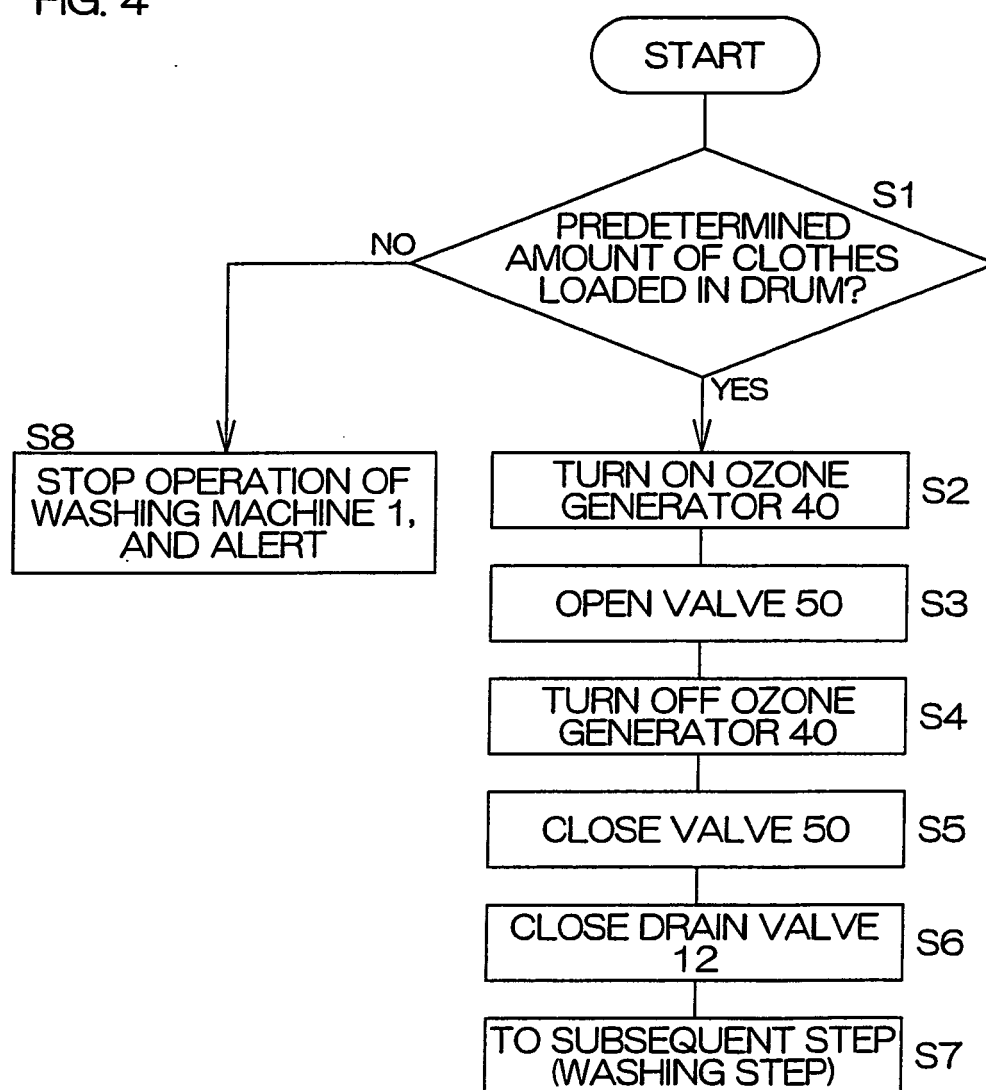 FIG. 4
START
S1
PREDETERMINED
AMOUNT OF CLOTHES
LOADED IN DRUM?
NO
YES
S8
STOP OPERATION OF
WASHING MACHINE 1,
AND ALERT
TURN ON OZONE
GENERATOR 40
S2
OPEN VALVE 50
S3
TURN OFF OZONE
GENERATOR 40
S4
CLOSE VALVE 50
S5
CLOSE DRAIN VALVE
12
S6
TO SUBSEQUENT STEP
(WASHING STEP)
S7